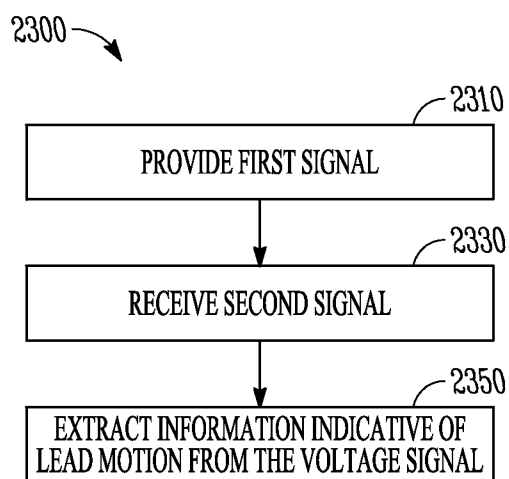 2300
2310
PROVIDE FIRST SIGNAL
2330
RECEIVE SECOND SIGNAL
2350
EXTRACT INFORMATION INDICATIVE OF
LEAD MOTION FROM THE VOLTAGE SIGNAL